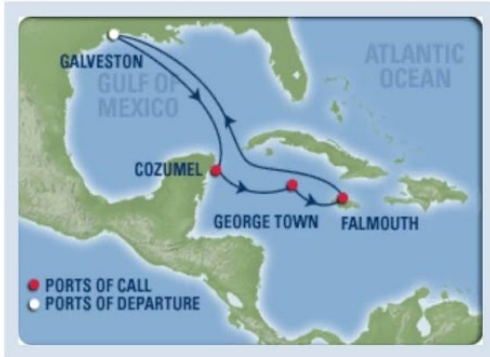 GALVESTON
GULF OF
MEXICO
ATLANTIC
OCEAN
COZUMEL
GEORGE TOWN
FALMOUTH
PORTS OF CALL
PORTS OF DEPARTURE